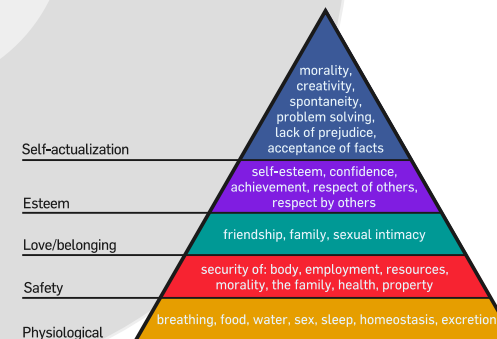 morality,
creativity,
spontaneity,
problem solving,
lack of prejudice,
acceptance of facts
Self-actualization
self-esteem, confidence,
achievement, respect of others,
respect by others
Esteem
friendship, family, sexual intimacy
Love/belonging
security of: body, employment, resources,
morality, the family, health, property
Safety
breathing, food, water, sex, sleep, homeostasis, excretion
Physiological